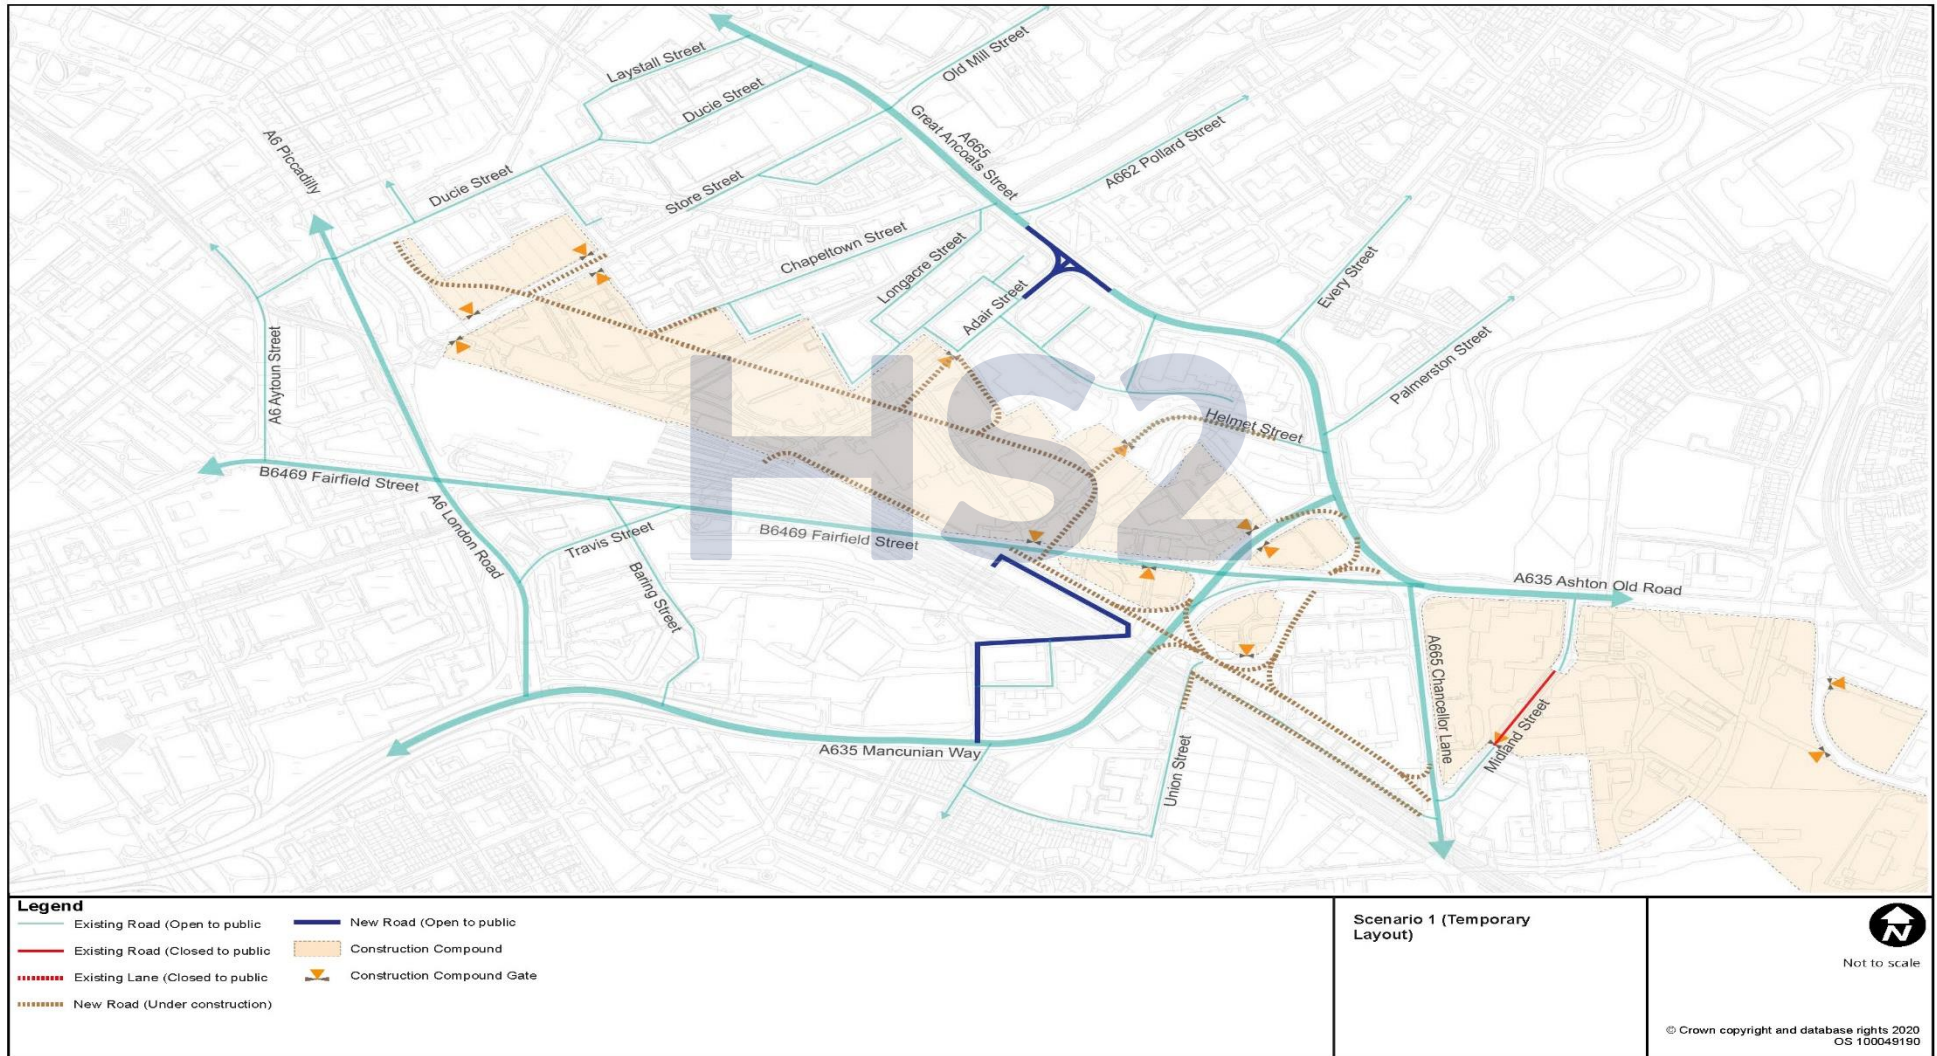 Laystall Street
Old Mill Street
Ducie Street
A665
Great Ancoats Street
A662 Pollard Street
A6 Piccadilly
Ducie Street
Store Street
Chapeltown Street
Longacre Street
Adair Street
Every Street
Palmerston Street
A6 Aytoun Street
HS2
Helmet Street
B6469 Fairfield Street
A6 London Road
Travis Street
B6469 Fairfield Street
Baring Street
A635 Ashton Old Road
A665 Chancellor Lane
Midland Street
A635 Mancunian Way
Union Street
Legend
Existing Road (Open to public
Existing Road (Closed to public
Existing Lane (Closed to public
New Road (Under construction)
New Road (Open to public
Construction Compound
Construction Compound Gate
Scenario 1 (Temporary
Layout)
N
Not to scale
© Crown copyright and database rights 2020
OS 100049190